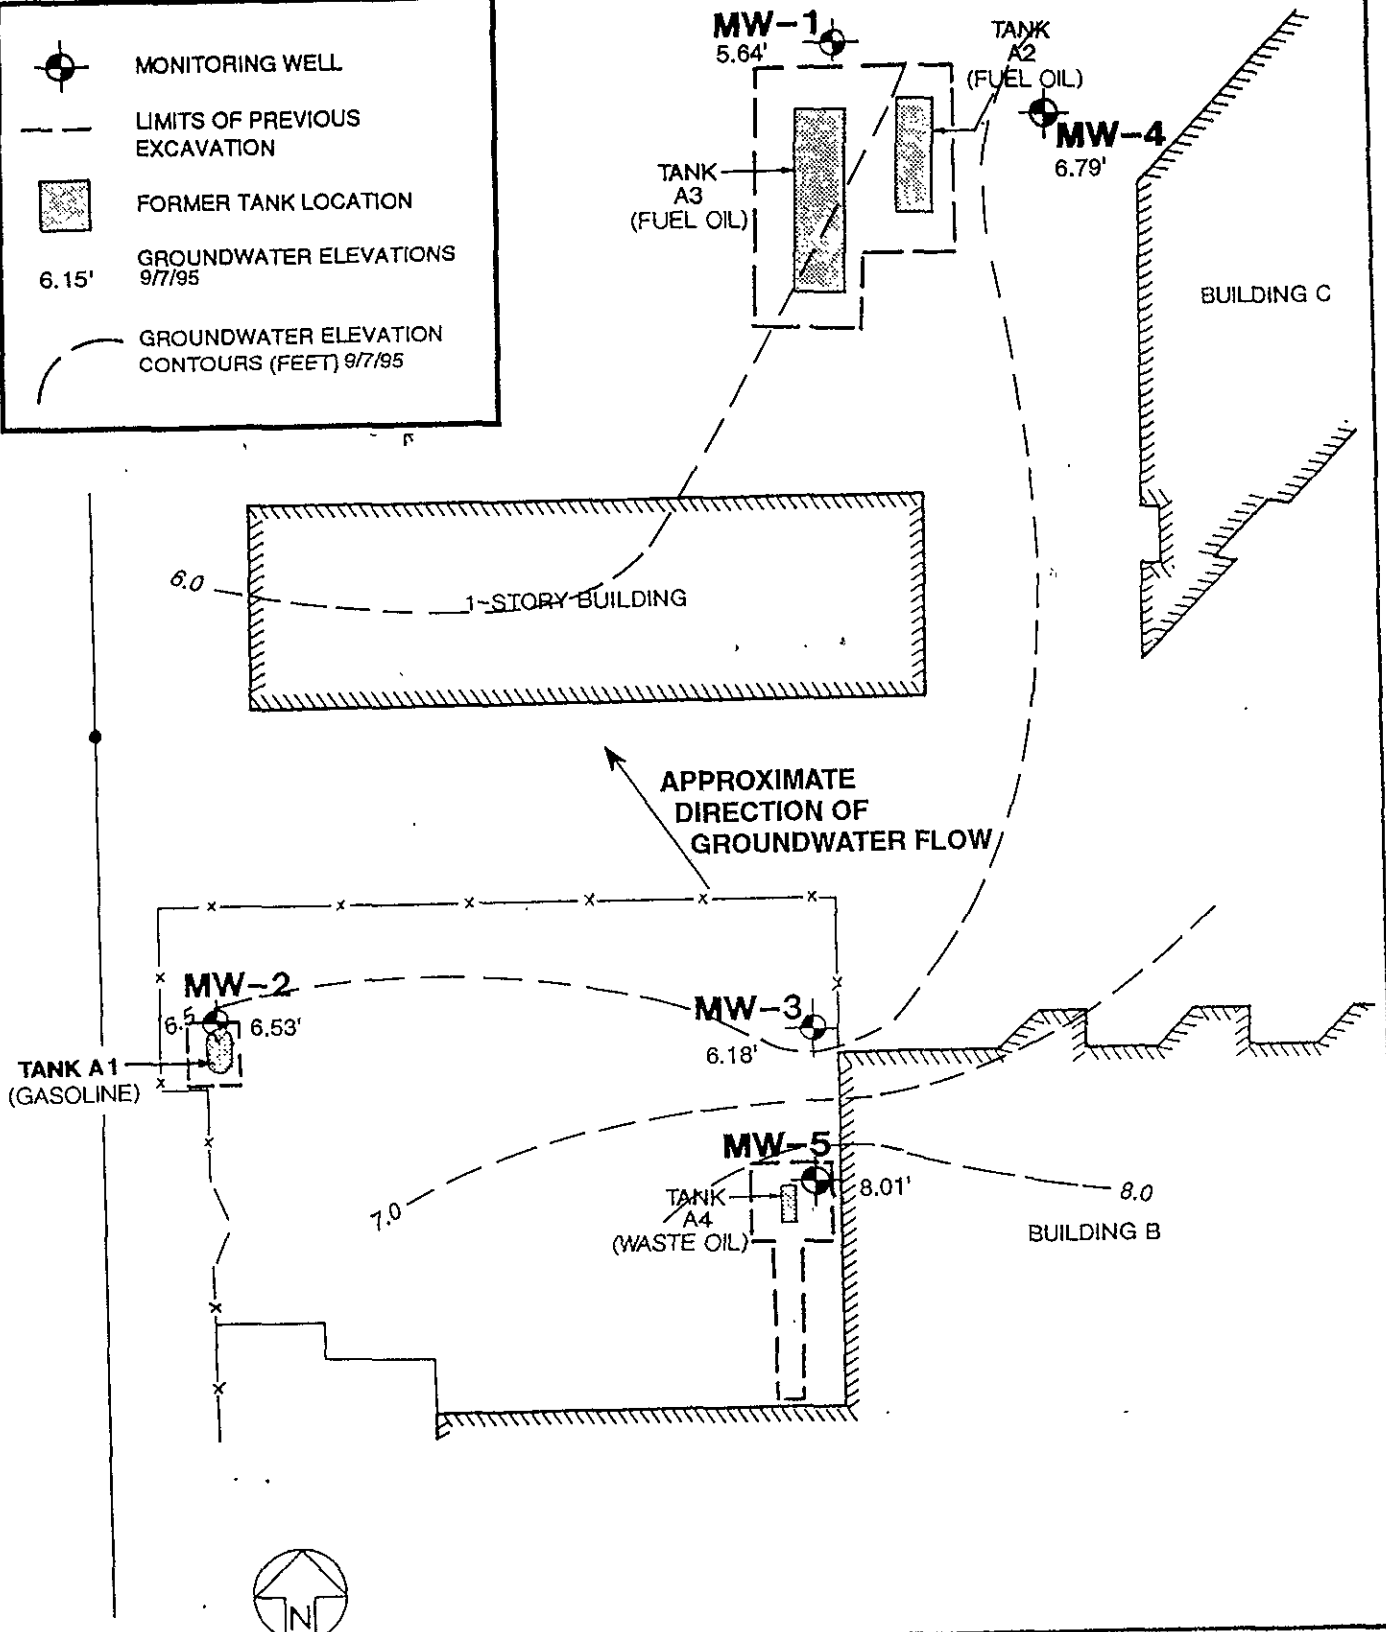 MONITORING WELL
LIMITS OF PREVIOUS
EXCAVATION
FORMER TANK LOCATION
6.15'
GROUNDWATER ELEVATIONS
9/7/95
GROUNDWATER ELEVATION
CONTOURS (FEET) 9/7/95
MW-1
5.64'
TANK
A2
(FUEL OIL)
MW-4
6.79'
TANK
A3
(FUEL OIL)
BUILDING C
6.0
1-STORY BUILDING
APPROXIMATE
DIRECTION OF
GROUNDWATER FLOW
MW-2
6.5
6.53'
MW-3
6.18'
TANK A1
(GASOLINE)
MW-5
8.01'
7.0
TANK
A4
(WASTE OIL)
8.0
BUILDING B
N